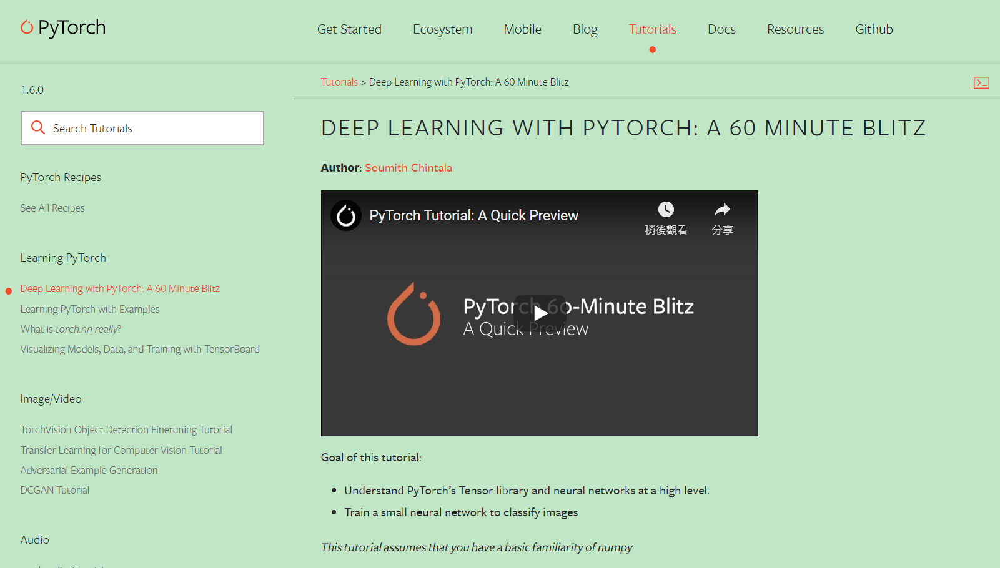 PyTorch
Get Started
Ecosystem
Mobile
Blog
Tutorials
Docs
Resources
Github
1.6.0
Search Tutorials
PyTorch Recipes
See All Recipes
Learning PyTorch
Deep Learning with PyTorch: A 60 Minute Blitz
Learning PyTorch with Examples
What is torch.nn really?
Visualizing Models, Data, and Training with TensorBoard
Image/Video
TorchVision Object Detection Finetuning Tutorial
Transfer Learning for Computer Vision Tutorial
Adversarial Example Generation
DCGAN Tutorial
Audio
Tutorials > Deep Learning with PyTorch: A 60 Minute Blitz
DEEP LEARNING WITH PYTORCH: A 60 MINUTE BLITZ
Author: Soumith Chintala
PyTorch Tutorial: A Quick Preview
稍後觀看
分享
PyTorch 60-Minute Blitz
A Quick Preview
Goal of this tutorial:
• Understand PyTorch’s Tensor library and neural networks at a high level.
• Train a small neural network to classify images
This tutorial assumes that you have a basic familiarity of numpy